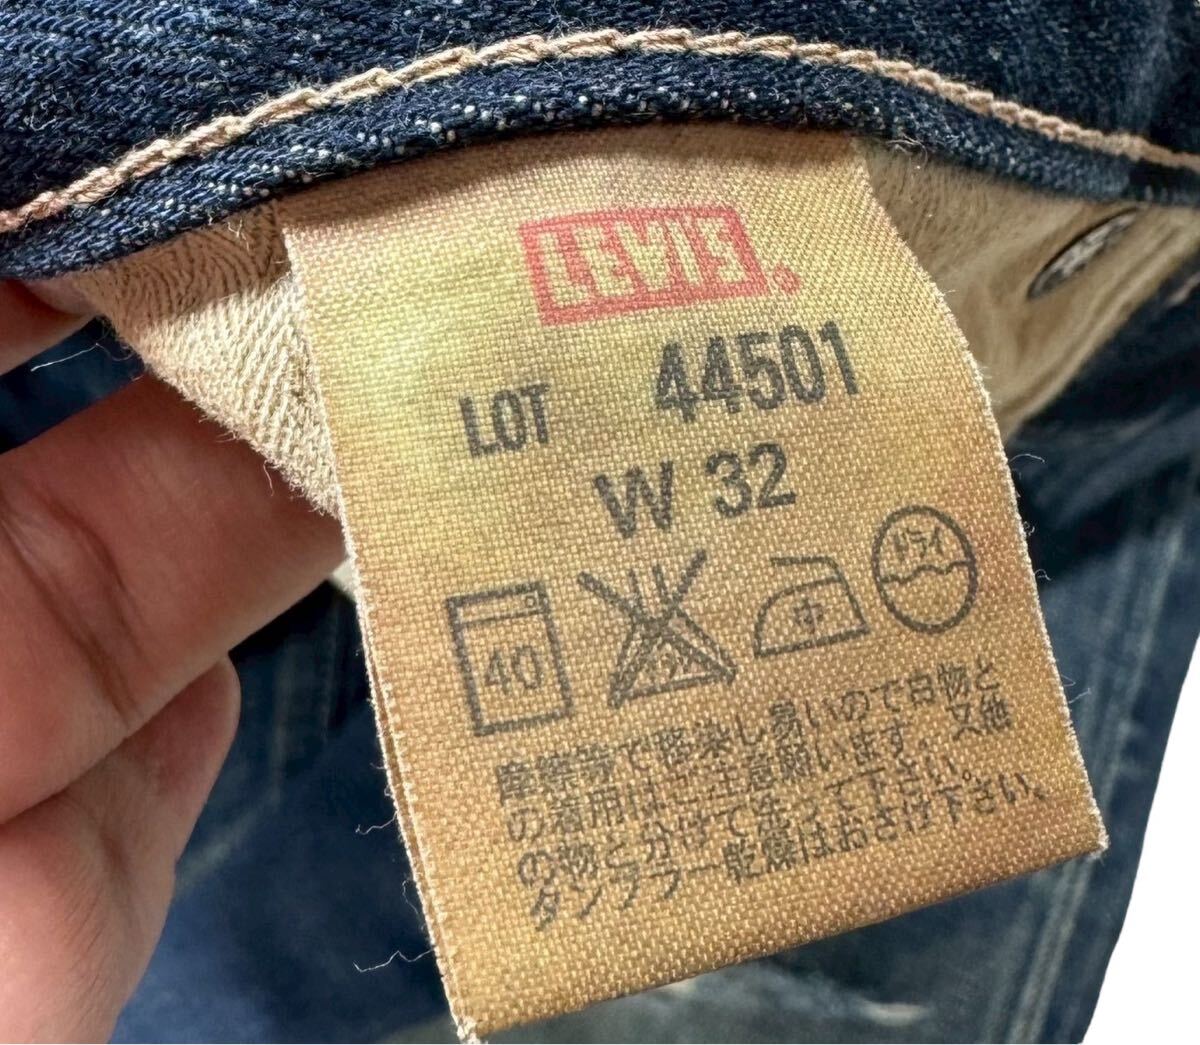 LEVI'S.
LOT 44501
W 32
40 中 ドライ
摩擦等で移染し易いので白物と
の着用はご注意願います。又他
の物と分けて洗って下さい。
タンブラー乾燥はおさけ下さい。